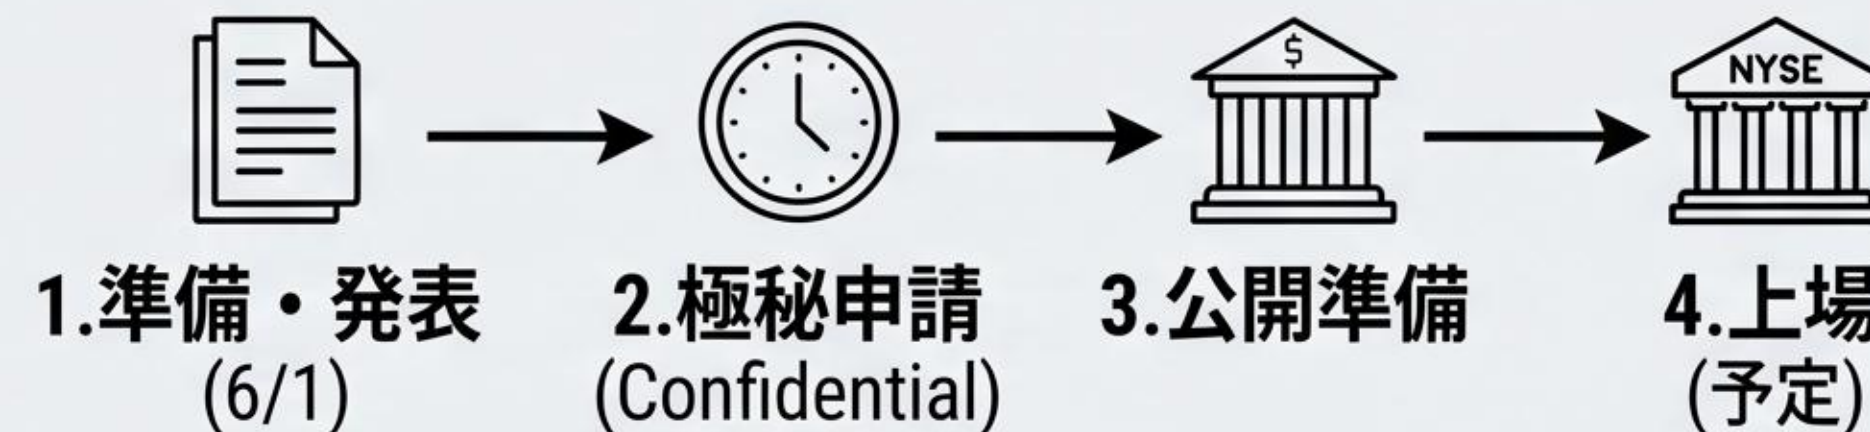 $
NYSE
1.準備・発表
(6/1)
2.極秘申請
(Confidential)
3.公開準備
4.上場
(予定)